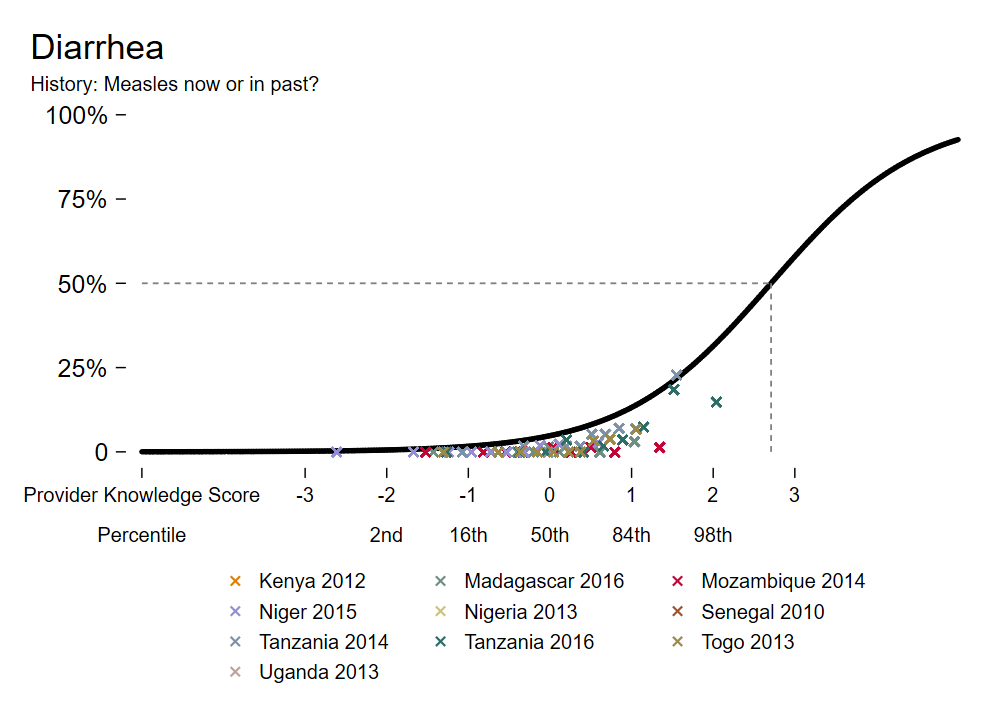 Diarrhea
History: Measles now or in past?
100%
75%
50%
25%
0
Provider Knowledge Score -3 -2 -1 0 1 2 3
Percentile 2nd 16th 50th 84th 98th
Kenya 2012 Madagascar 2016 Mozambique 2014
Niger 2015 Nigeria 2013 Senegal 2010
Tanzania 2014 Tanzania 2016 Togo 2013
Uganda 2013